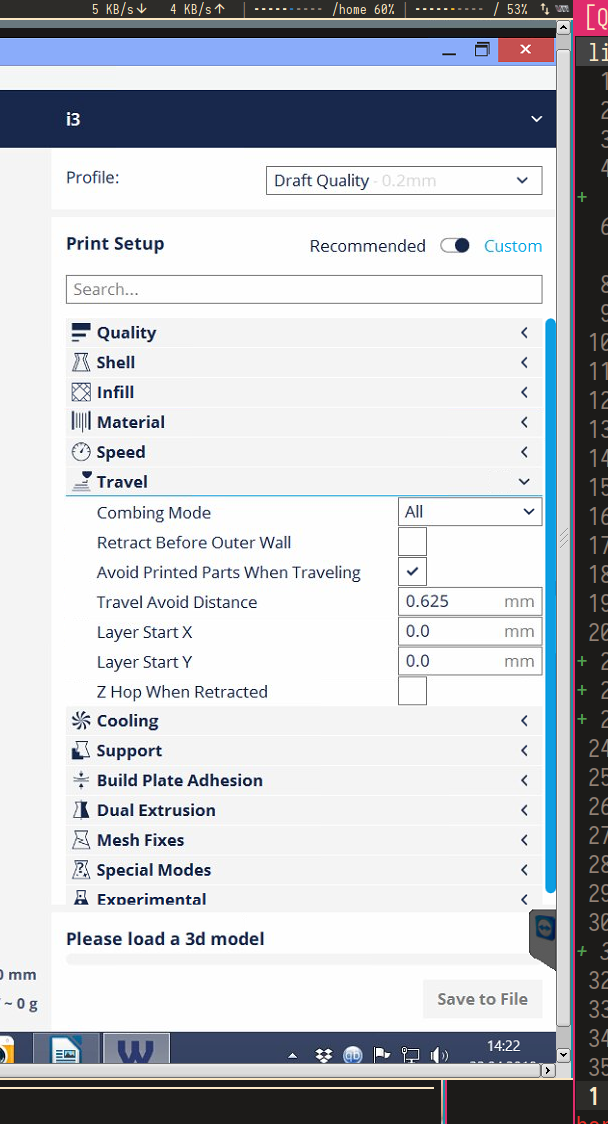 5 KB/s↓ 4 KB/s↑ | ---------- /home 60% | ---------- / 53% ↑↓
[Q
li
i3
Profile:
Draft Quality - 0.2mm
Print Setup
Recommended
Custom
Search...
Quality
Shell
Infill
Material
Speed
Travel
Combing Mode
All
Retract Before Outer Wall
Avoid Printed Parts When Traveling
Travel Avoid Distance
0.625 mm
Layer Start X
0.0 mm
Layer Start Y
0.0 mm
Z Hop When Retracted
Cooling
Support
Build Plate Adhesion
Dual Extrusion
Mesh Fixes
Special Modes
Experimental
Please load a 3d model
0 mm
~ 0 g
Save to File
14:22
1
2
3
4
+
6
8
9
10
11
12
13
14
15
16
17
18
19
20
+ 2
+ 2
+ 2
24
25
26
27
28
29
30
+ 3
32
33
34
35
1